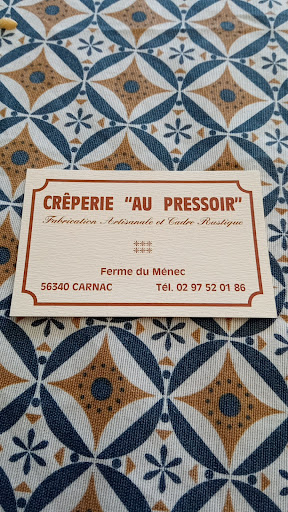 CRÊPERIE "AU PRESSOIR"
Fabrication Artisanale et Cadre Rustique
Ferme du Ménec
56340 CARNAC Tél. 02 97 52 01 86